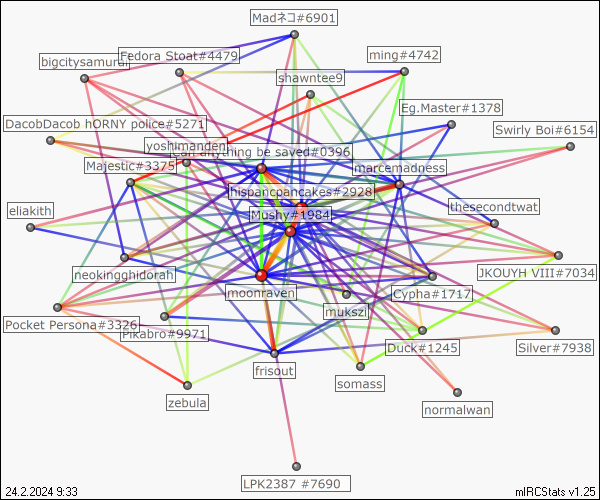 Madネコ#6901
Fedora Stoat#4479
ming#4742
bigcitysamurai
shawntee9
Eg.Master#1378
DacobDacob hORNY police#5271
Swirly Boi#6154
yoshimanden
can anything be saved#0396
Majestic#3375
marcemadness
hispancpancakes#2928
eliakith
Mushy#1984
thesecondtwat
neokingghidorah
JKOUYH VIII#7034
moonraven
Cypha#1717
mukszil
Pocket Persona#3326
Pikabro#9971
Duck#1245
Silver#7938
frisout
somass
zebula
normalwan
LPK2387 #7690
24.2.2024 9:33
mIRCStats v1.25